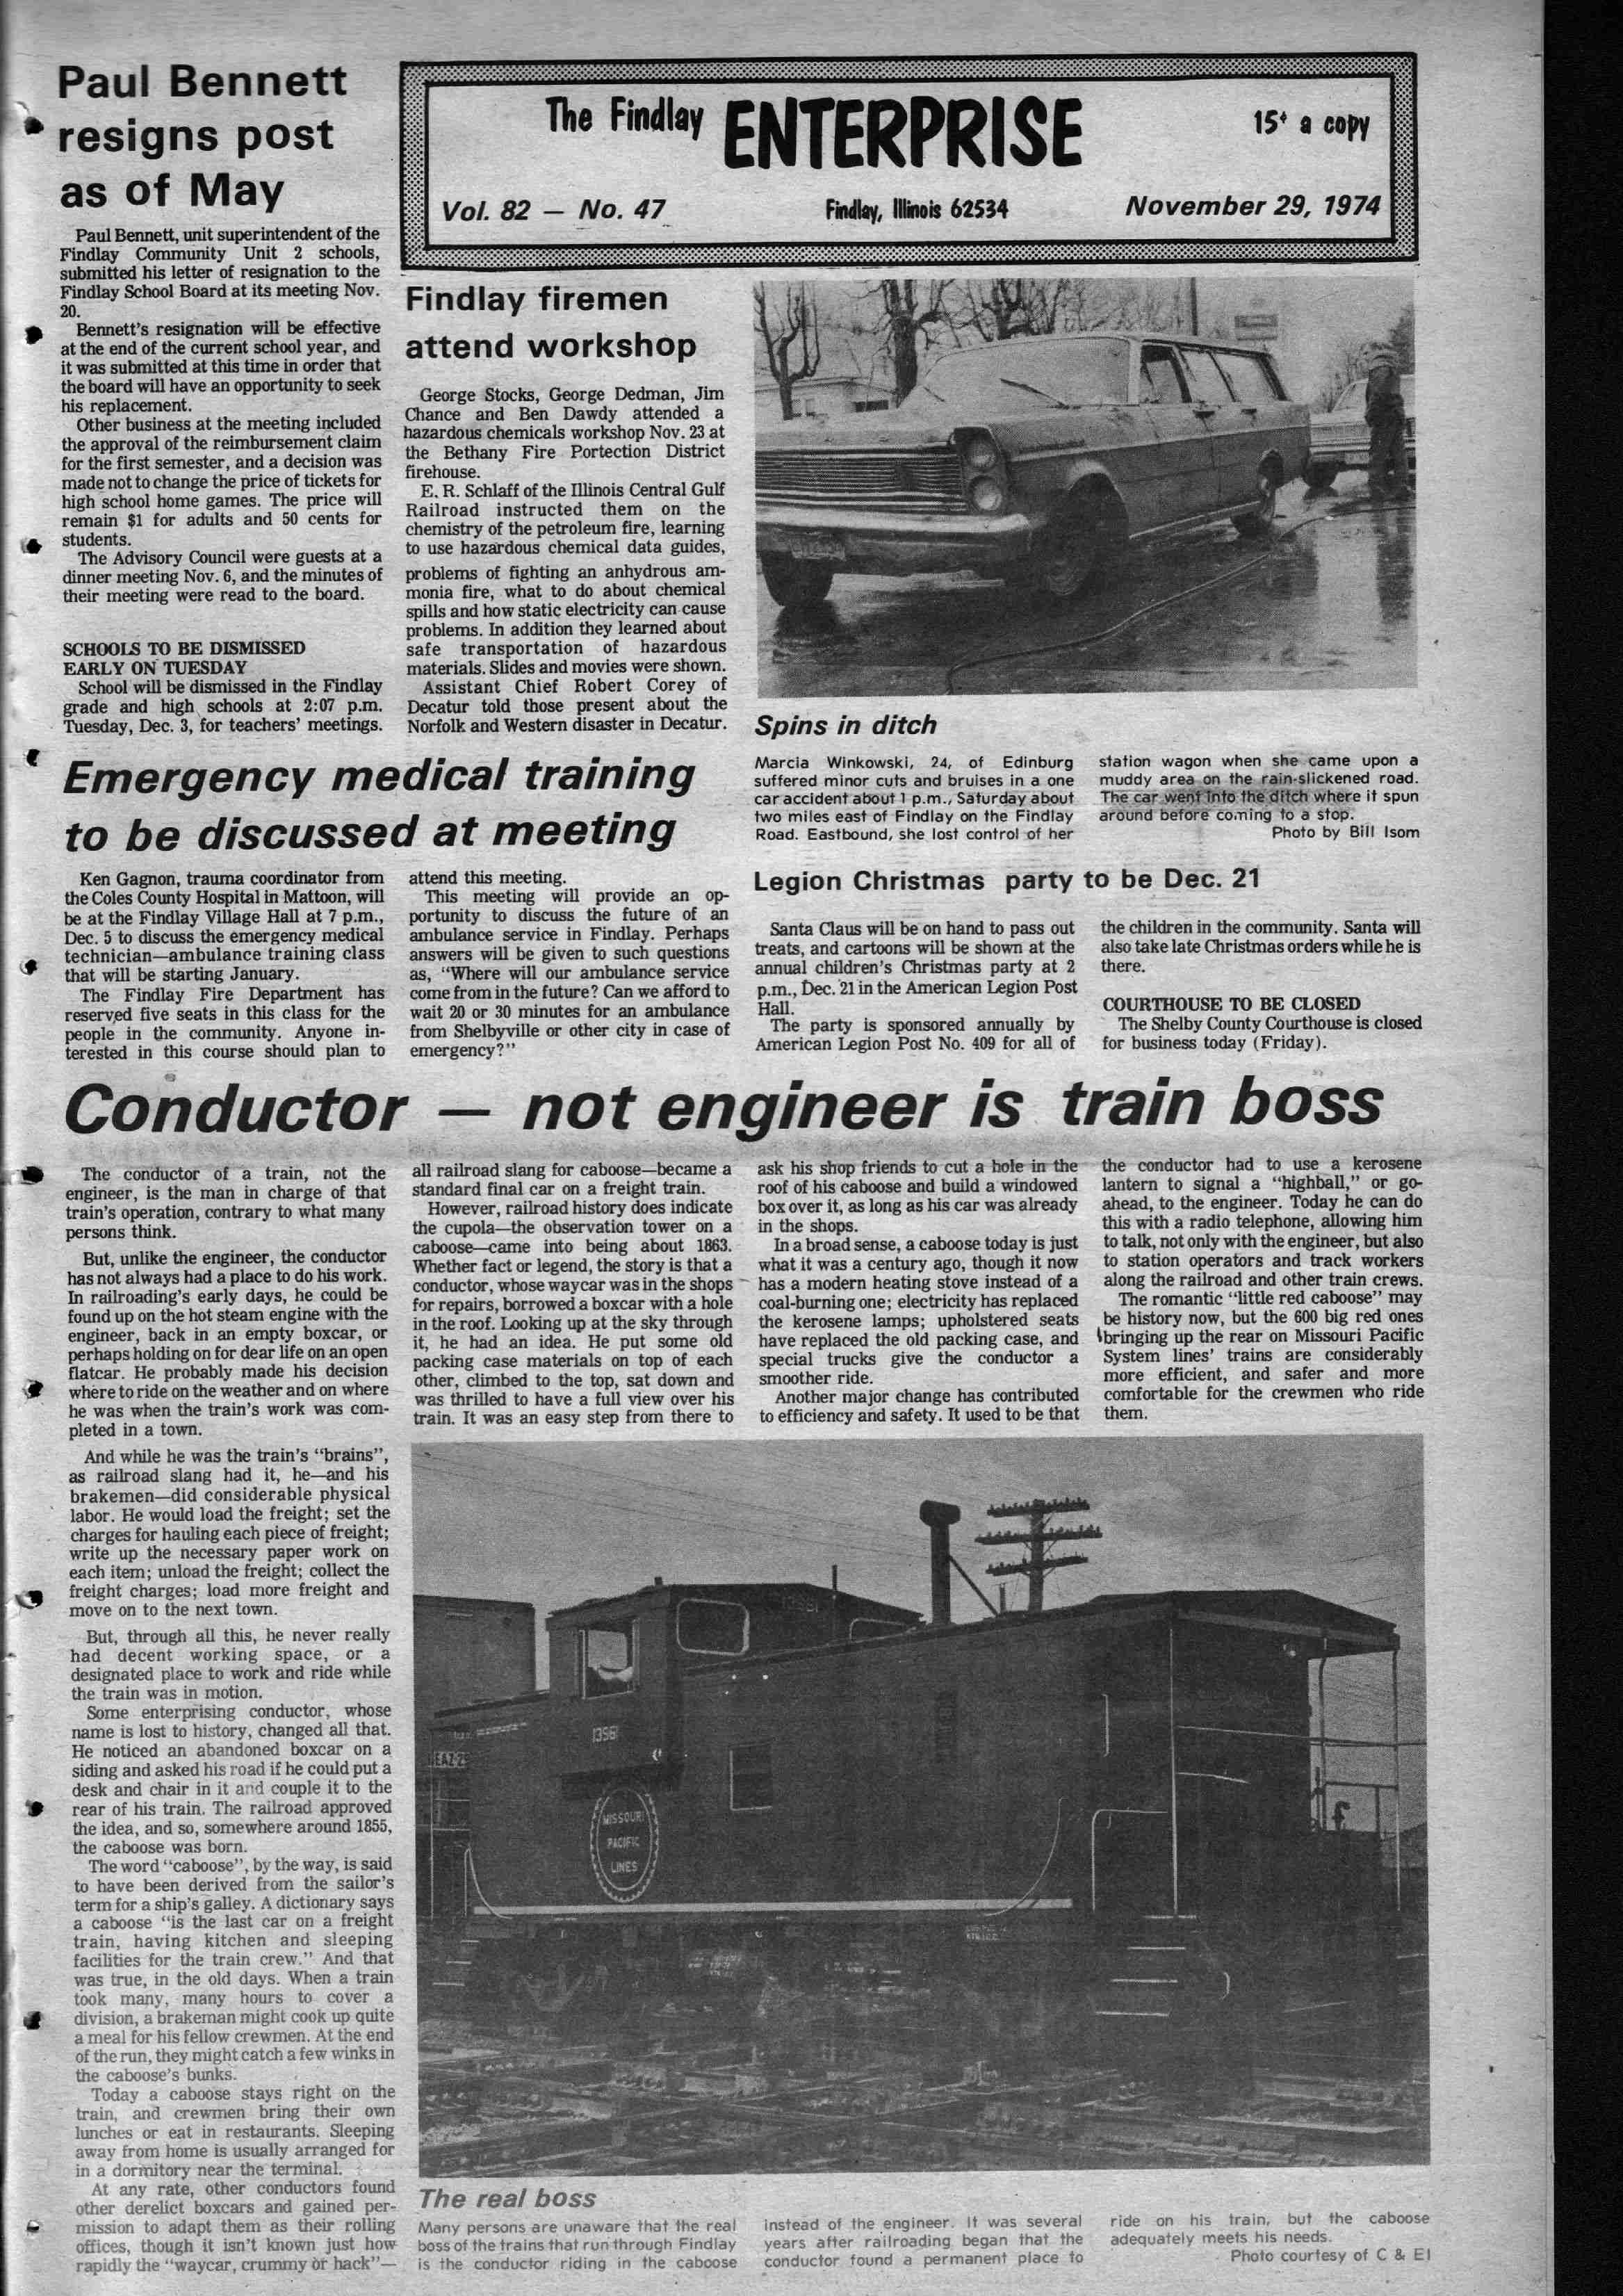 Paul Bennett
resigns post
as of May
Paul Bennett, unit superintendent of the
Findlay Community Unit 2 schools,
submitted his letter of resignation to the
Findlay School Board at its meeting Nov.
20.
Bennett's resignation will be effective
at the end of the current school year, and
it was submitted at this time in order that
the board will have an opportunity to seek
his replacement.
Other business at the meeting included
the approval of the reimbursement claim
for the first semester, and a decision was
made not to change the price of tickets for
high school home games. The price will
remain $1 for adults and 50 cents for
students.
The Advisory Council were guests at a
dinner meeting Nov. 6, and the minutes of
their meeting were read to the board.
SCHOOLS TO BE DISMISSED
EARLY ON TUESDAY
School will be dismissed in the Findlay
grade and high schools at 2:07 p.m.
Tuesday, Dec. 3, for teachers' meetings.
The Findlay ENTERPRISE
15¢ a copy
Vol. 82 — No. 47
Findlay, Illinois 62534
November 29, 1974
Findlay firemen
attend workshop
George Stocks, George Dedman, Jim
Chance and Ben Dawdy attended a
hazardous chemicals workshop Nov. 23 at
the Bethany Fire Portection District
firehouse.
E. R. Schlaff of the Illinois Central Gulf
Railroad instructed them on the
chemistry of the petroleum fire, learning
to use hazardous chemical data guides,
problems of fighting an anhydrous am-
monia fire, what to do about chemical
spills and how static electricity can cause
problems. In addition they learned about
safe transportation of hazardous
materials. Slides and movies were shown.
Assistant Chief Robert Corey of
Decatur told those present about the
Norfolk and Western disaster in Decatur.
Spins in ditch
Marcia Winkowski, 24, of Edinburg
suffered minor cuts and bruises in a one
car accident about 1 p.m., Saturday about
two miles east of Findlay on the Findlay
Road. Eastbound, she lost control of her
station wagon when she came upon a
muddy area on the rain-slickened road.
The car went into the ditch where it spun
around before coming to a stop.
Photo by Bill Isom
Emergency medical training
to be discussed at meeting
Ken Gagnon, trauma coordinator from
the Coles County Hospital in Mattoon, will
be at the Findlay Village Hall at 7 p.m.,
Dec. 5 to discuss the emergency medical
technician—ambulance training class
that will be starting January.
The Findlay Fire Department has
reserved five seats in this class for the
people in the community. Anyone in-
terested in this course should plan to
attend this meeting.
This meeting will provide an op-
portunity to discuss the future of an
ambulance service in Findlay. Perhaps
answers will be given to such questions
as, "Where will our ambulance service
come from in the future? Can we afford to
wait 20 or 30 minutes for an ambulance
from Shelbyville or other city in case of
emergency?"
Legion Christmas party to be Dec. 21
Santa Claus will be on hand to pass out
treats, and cartoons will be shown at the
annual children's Christmas party at 2
p.m., Dec. 21 in the American Legion Post
Hall.
The party is sponsored annually by
American Legion Post No. 409 for all of
the children in the community. Santa will
also take late Christmas orders while he is
there.
COURTHOUSE TO BE CLOSED
The Shelby County Courthouse is closed
for business today (Friday).
Conductor — not engineer is train boss
The conductor of a train, not the
engineer, is the man in charge of that
train's operation, contrary to what many
persons think.
But, unlike the engineer, the conductor
has not always had a place to do his work.
In railroading's early days, he could be
found up on the hot steam engine with the
engineer, back in an empty boxcar, or
perhaps holding on for dear life on an open
flatcar. He probably made his decision
where to ride on the weather and on where
he was when the train's work was com-
pleted in a town.
And while he was the train's "brains",
as railroad slang had it, he—and his
brakemen—did considerable physical
labor. He would load the freight; set the
charges for hauling each piece of freight;
write up the necessary paper work on
each item; unload the freight; collect the
freight charges; load more freight and
move on to the next town.
But, through all this, he never really
had decent working space, or a
designated place to work and ride while
the train was in motion.
Some enterprising conductor, whose
name is lost to history, changed all that.
He noticed an abandoned boxcar on a
siding and asked his road if he could put a
desk and chair in it and couple it to the
rear of his train. The railroad approved
the idea, and so, somewhere around 1855,
the caboose was born.
The word "caboose", by the way, is said
to have been derived from the sailor's
term for a ship's galley. A dictionary says
a caboose "is the last car on a freight
train, having kitchen and sleeping
facilities for the train crew." And that
was true, in the old days. When a train
took many, many hours to cover a
division, a brakeman might cook up quite
a meal for his fellow crewmen. At the end
of the run, they might catch a few winks in
the caboose's bunks.
Today a caboose stays right on the
train, and crewmen bring their own
lunches or eat in restaurants. Sleeping
away from home is usually arranged for
in a dormitory near the terminal.
At any rate, other conductors found
other derelict boxcars and gained per-
mission to adapt them as their rolling
offices, though it isn't known just how
rapidly the "waycar, crummy or hack"—
all railroad slang for caboose—became a
standard final car on a freight train.
However, railroad history does indicate
the cupola—the observation tower on a
caboose—came into being about 1863.
Whether fact or legend, the story is that a
conductor, whose waycar was in the shops
for repairs, borrowed a boxcar with a hole
in the roof. Looking up at the sky through
it, he had an idea. He put some old
packing case materials on top of each
other, climbed to the top, sat down and
was thrilled to have a full view over his
train. It was an easy step from there to
ask his shop friends to cut a hole in the
roof of his caboose and build a windowed
box over it, as long as his car was already
in the shops.
In a broad sense, a caboose today is just
what it was a century ago, though it now
has a modern heating stove instead of a
coal-burning one; electricity has replaced
the kerosene lamps; upholstered seats
have replaced the old packing case, and
special trucks give the conductor a
smoother ride.
Another major change has contributed
to efficiency and safety. It used to be that
the conductor had to use a kerosene
lantern to signal a "highball," or go-
ahead, to the engineer. Today he can do
this with a radio telephone, allowing him
to talk, not only with the engineer, but also
to station operators and track workers
along the railroad and other train crews.
The romantic "little red caboose" may
be history now, but the 600 big red ones
bringing up the rear on Missouri Pacific
System lines' trains are considerably
more efficient, and safer and more
comfortable for the crewmen who ride
them.
13561
MISSOURI
PACIFIC
LINES
The real boss
Many persons are unaware that the real
boss of the trains that run through Findlay
is the conductor riding in the caboose
instead of the engineer. It was several
years after railroading began that the
conductor found a permanent place to
ride on his train, but the caboose
adequately meets his needs.
Photo courtesy of C & EI